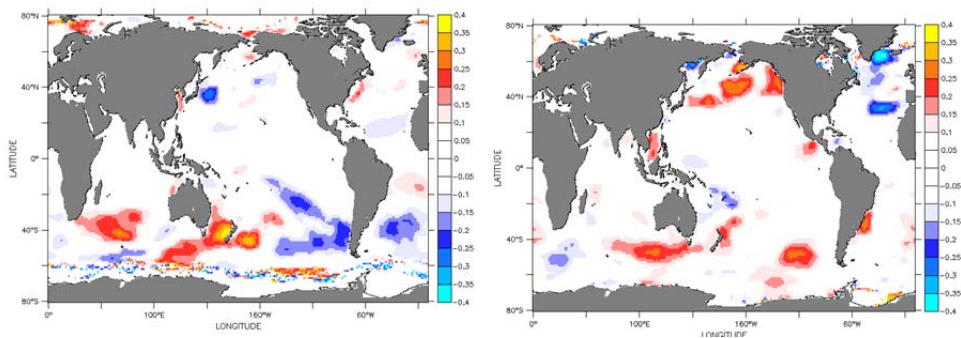 80°N
40°N
0°
40°S
80°S
LATITUDE
0°
100°E
160°W
60°W
LONGITUDE
0.4
0.35
0.3
0.25
0.2
0.15
0.1
0.05
0
-0.05
-0.1
-0.15
-0.2
-0.25
-0.3
-0.35
-0.4
80°N
40°N
0°
40°S
80°S
LATITUDE
0°
100°E
160°W
60°W
LONGITUDE
0.4
0.35
0.3
0.25
0.2
0.15
0.1
0.05
0
-0.05
-0.1
-0.15
-0.2
-0.25
-0.3
-0.35
-0.4